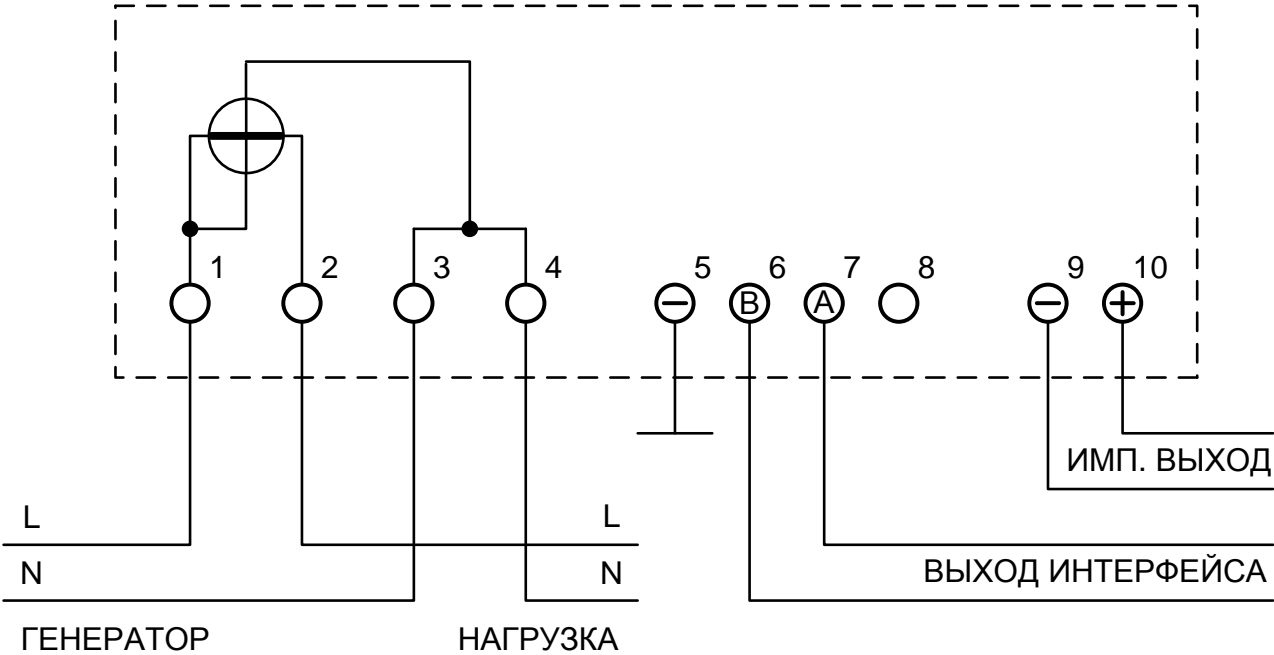 1 2 3 4 5 6 7 8 9 10
B A
ИМП. ВЫХОД
L L
N N
ВЫХОД ИНТЕРФЕЙСА
ГЕНЕРАТОР НАГРУЗКА